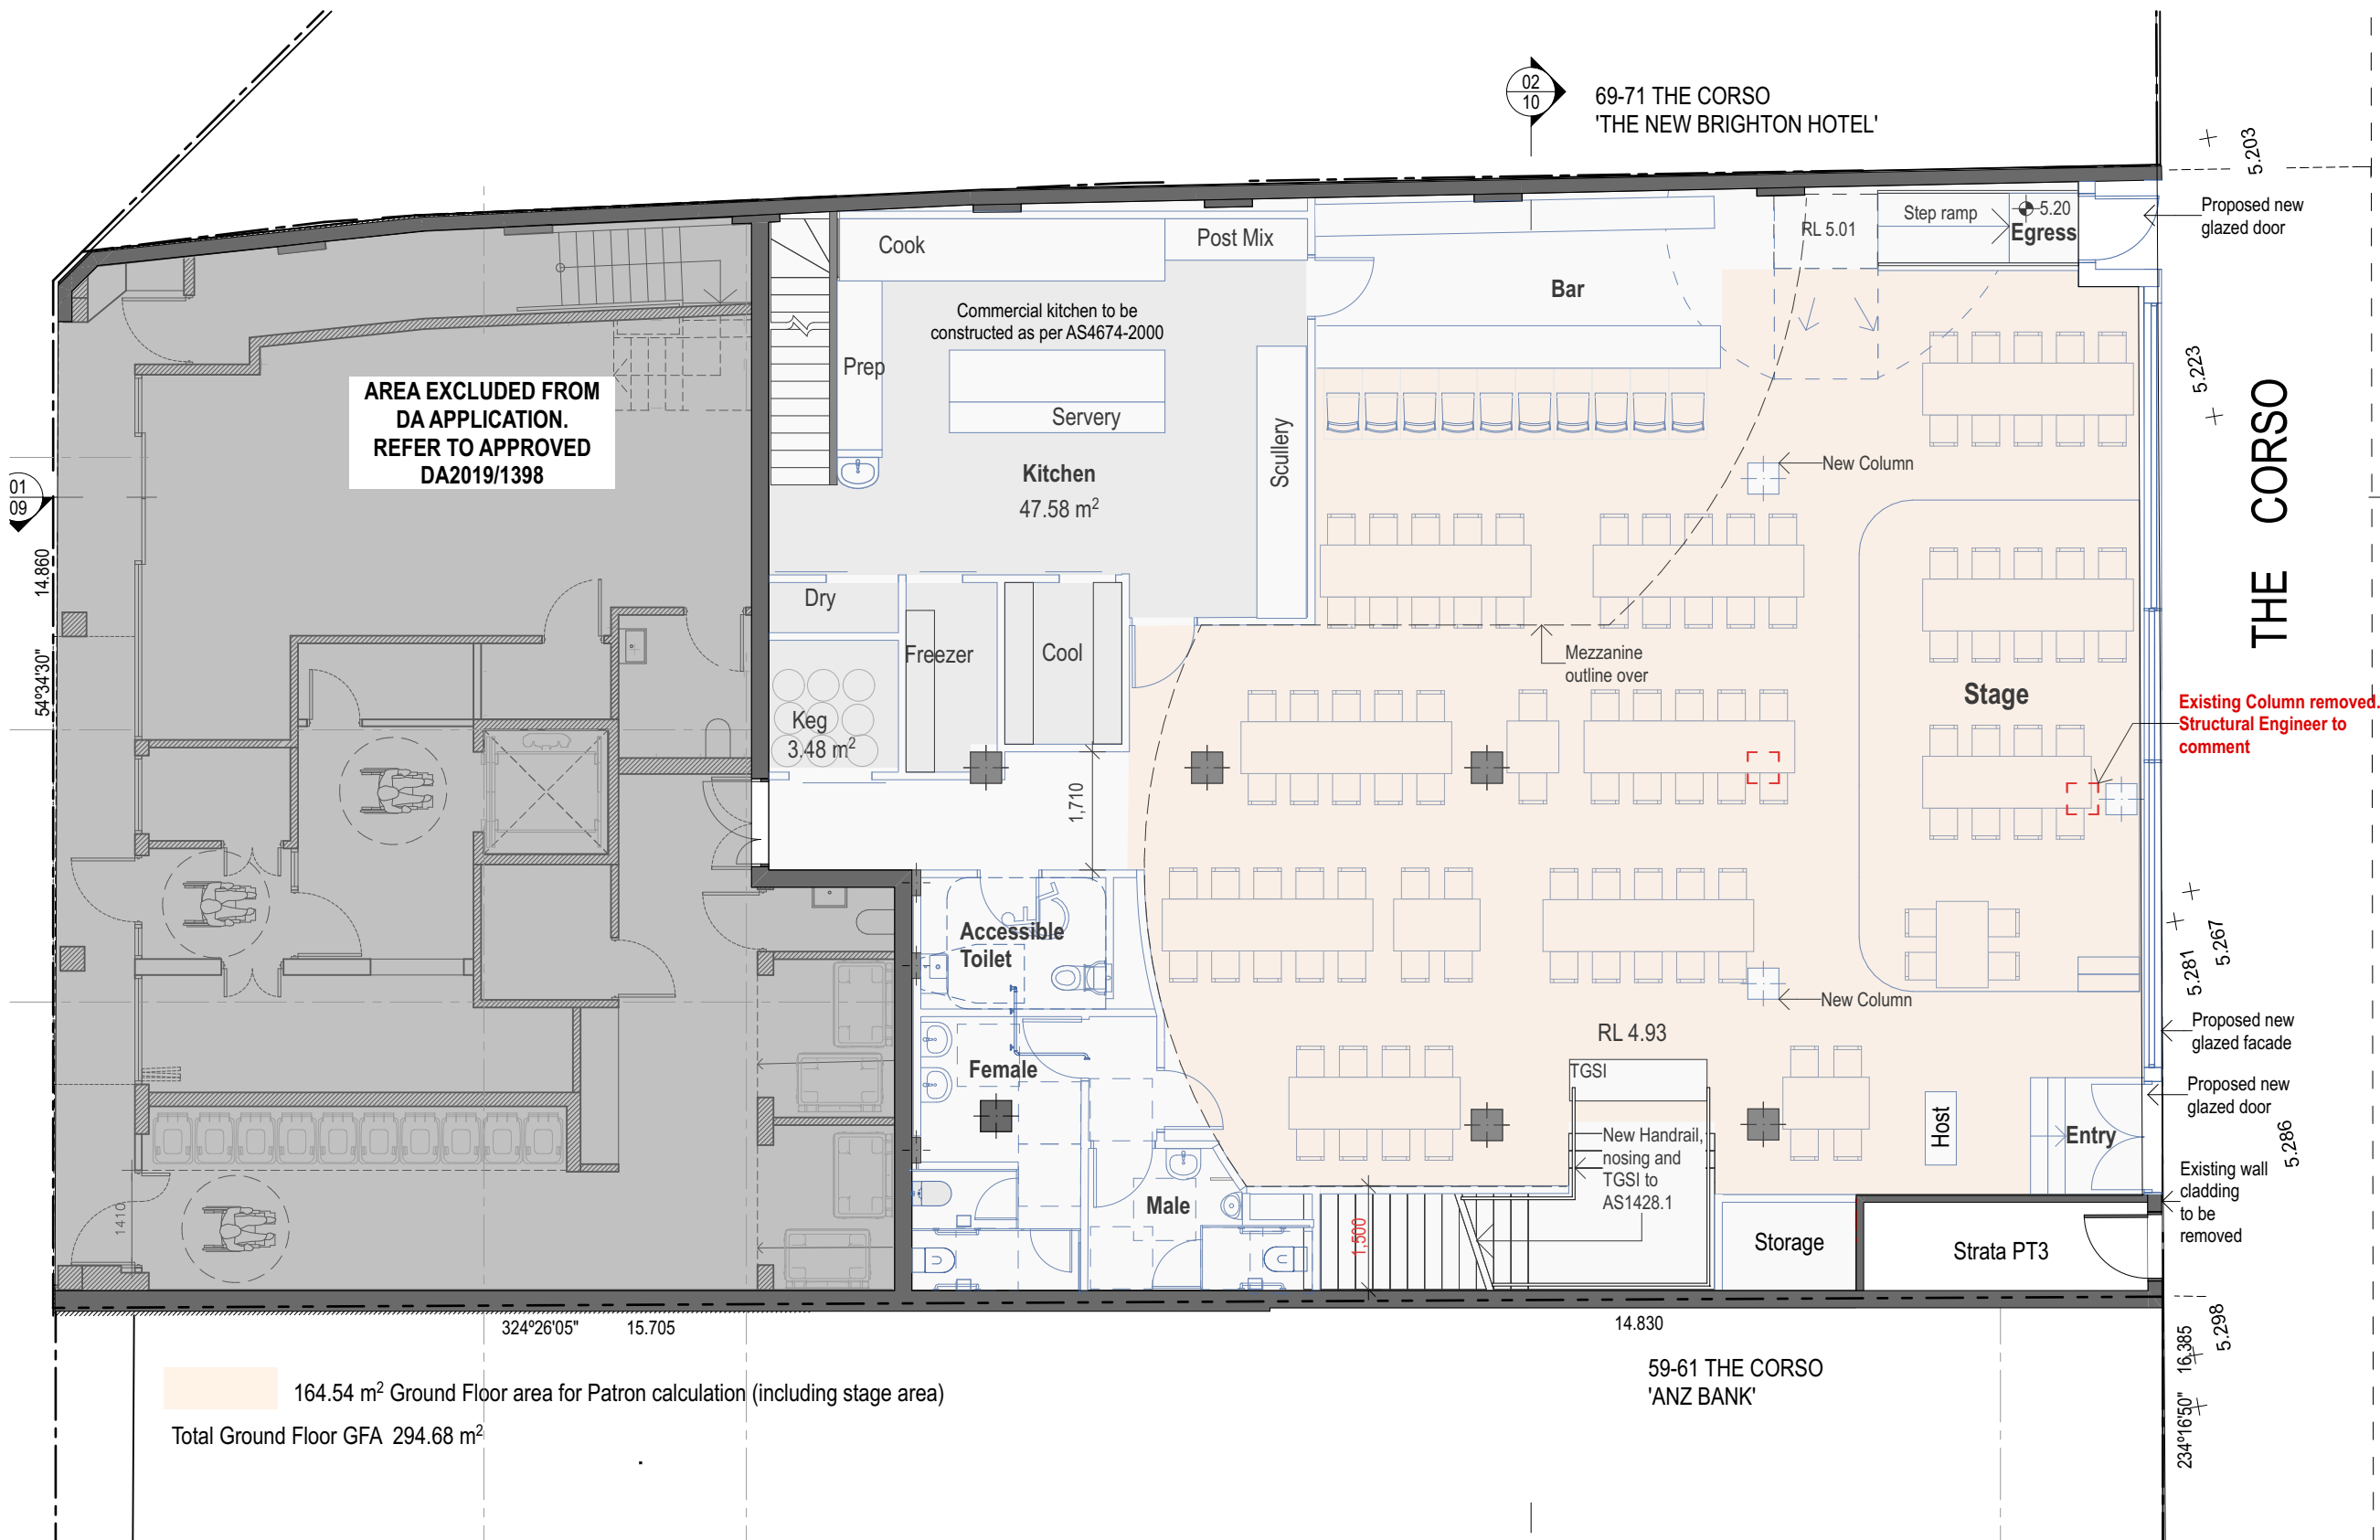 02
10
69-71 THE CORSO
'THE NEW BRIGHTON HOTEL'
5.203
Proposed new
glazed door
Cook
Post Mix
Step ramp
5.20
Egress
RL 5.01
Bar
Commercial kitchen to be
constructed as per AS4674-2000
Prep
Servery
Scullery
Kitchen
47.58 m²
AREA EXCLUDED FROM
DA APPLICATION.
REFER TO APPROVED
DA2019/1398
5.223
THE CORSO
01
09
New Column
14.860
54º34'30"
Dry
Freezer
Cool
Keg
3.48 m²
Mezzanine
outline over
Stage
Existing Column removed.
Structural Engineer to
comment
1,710
Accessible
Toilet
5.267
5.281
New Column
RL 4.93
Proposed new
glazed facade
Female
TGSI
Proposed new
glazed door
Host
Entry
5.286
New Handrail,
nosing and
TGSI to
AS1428.1
Existing wall
cladding
to be
removed
Male
1410
1,500
Storage
Strata PT3
324º26'05"
15.705
14.830
5.298
16.385
234º16'50"
59-61 THE CORSO
'ANZ BANK'
164.54 m² Ground Floor area for Patron calculation (including stage area)
Total Ground Floor GFA 294.68 m²